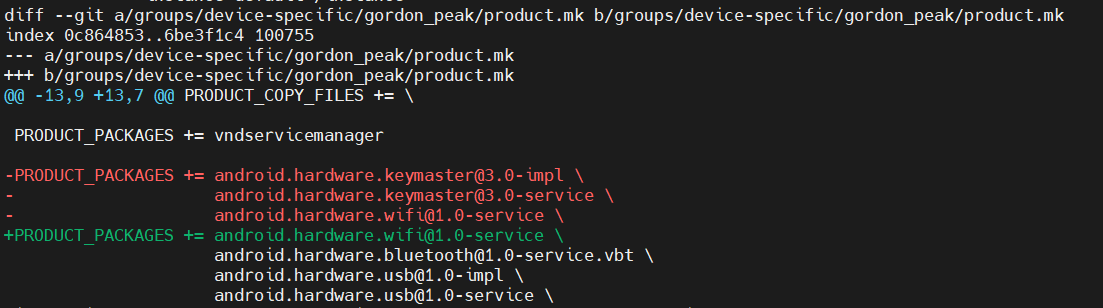 diff --git a/groups/device-specific/gordon_peak/product.mk b/groups/device-specific/gordon_peak/product.mk
index 0c864853..6be3f1c4 100755
--- a/groups/device-specific/gordon_peak/product.mk
+++ b/groups/device-specific/gordon_peak/product.mk
@@ -13,9 +13,7 @@ PRODUCT_COPY_FILES += \
 PRODUCT_PACKAGES += vndservicemanager
-PRODUCT_PACKAGES += android.hardware.keymaster@3.0-impl \
-                    android.hardware.keymaster@3.0-service \
-                    android.hardware.wifi@1.0-service \
+PRODUCT_PACKAGES += android.hardware.wifi@1.0-service \
                     android.hardware.bluetooth@1.0-service.vbt \
                     android.hardware.usb@1.0-impl \
                     android.hardware.usb@1.0-service \